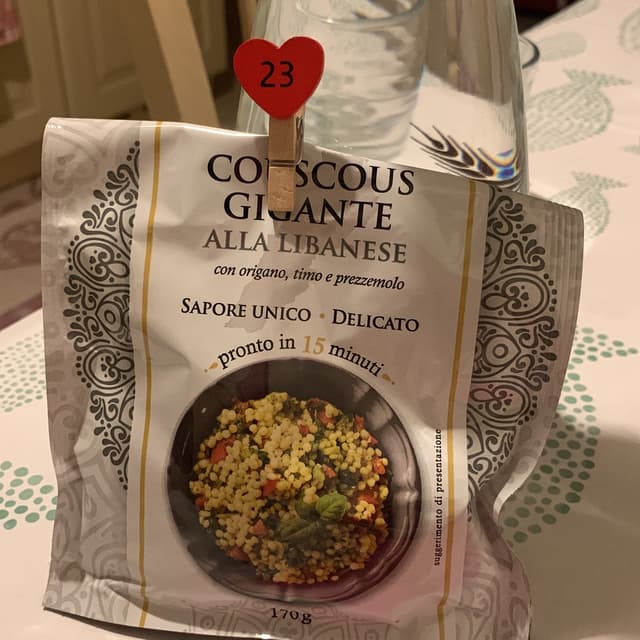 23
COUSCOUS
GIGANTE
ALLA LIBANESE
con origano, timo e prezzemolo
SAPORE UNICO • DELICATO
pronto in 15 minuti
suggerimento di presentazione
170g